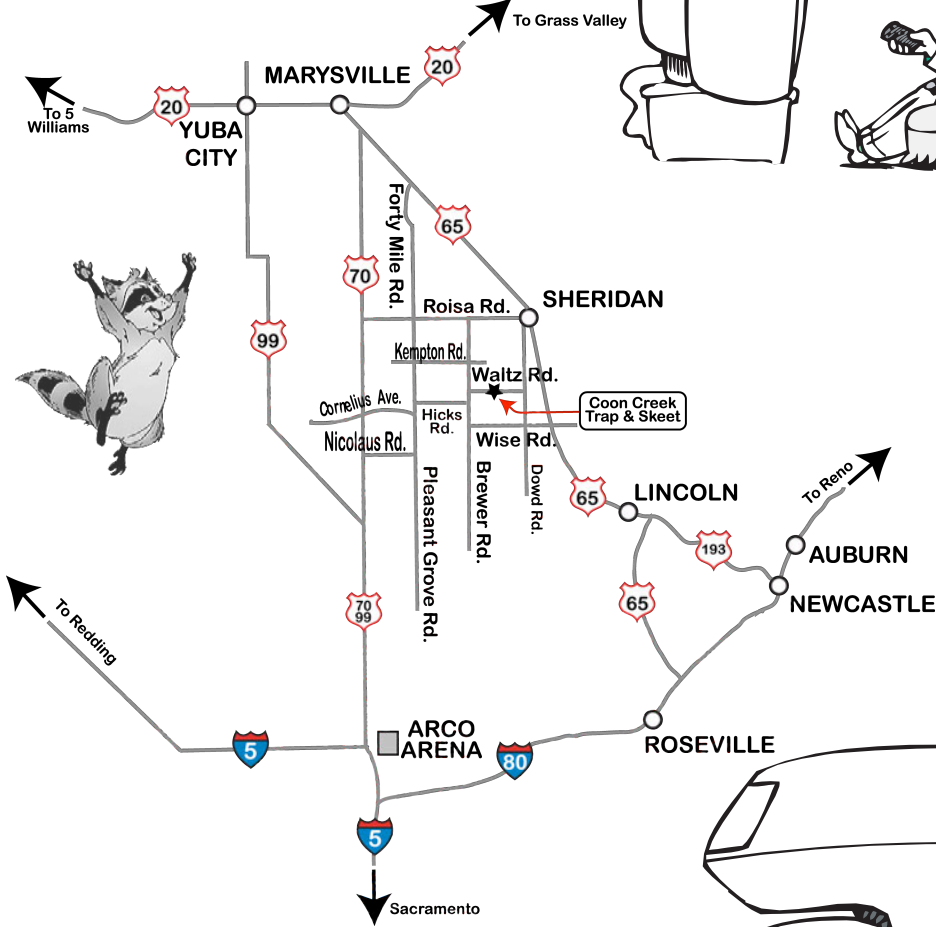 To Grass Valley
20
MARYSVILLE
To 5
Williams
20
YUBA
CITY
Forty Mile Rd.
65
70
Roisa Rd.
SHERIDAN
99
Kempton Rd.
Waltz Rd.
Coon Creek
Trap & Skeet
Cornelius Ave.
Hicks
Rd.
Wise Rd.
Nicolaus Rd.
Pleasant Grove Rd.
Brewer Rd.
Dowd Rd.
65
LINCOLN
To Reno
193
AUBURN
NEWCASTLE
65
70
99
To Redding
5
ARCO
ARENA
80
ROSEVILLE
5
Sacramento